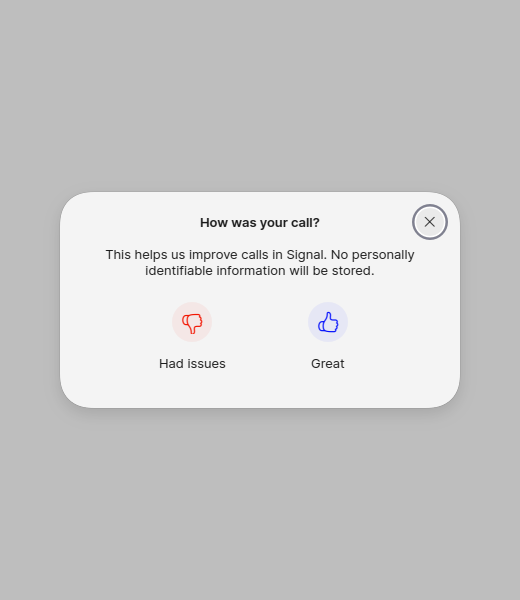 How was your call?
This helps us improve calls in Signal. No personally
identifiable information will be stored.
Had issues
Great